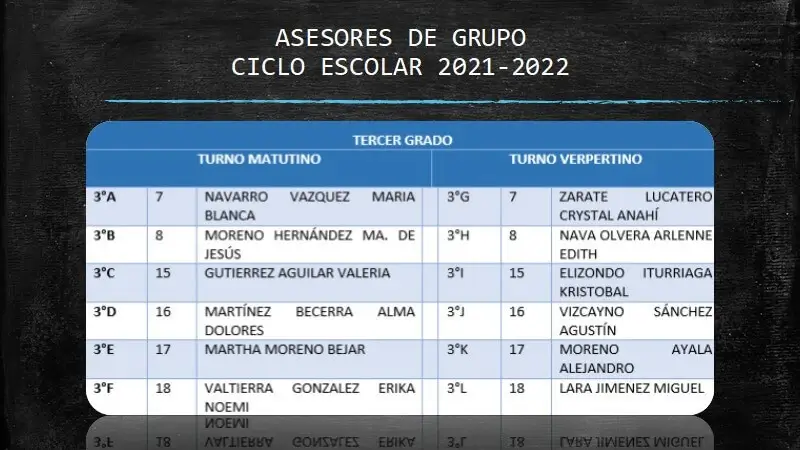 ASESORES DE GRUPO
CICLO ESCOLAR 2021-2022
TERCER GRADO
TURNO MATUTINO TURNO VERPERTINO
3°A 7 NAVARRO VAZQUEZ MARIA BLANCA 3°G 7 ZARATE LUCATERO CRYSTAL ANAHÍ
3°B 8 MORENO HERNÁNDEZ MA. DE JESÚS 3°H 8 NAVA OLVERA ARLENNE EDITH
3°C 15 GUTIERREZ AGUILAR VALERIA 3°I 15 ELIZONDO ITURRIAGA KRISTOBAL
3°D 16 MARTÍNEZ BECERRA ALMA DOLORES 3°J 16 VIZCAYNO SÁNCHEZ AGUSTÍN
3°E 17 MARTHA MORENO BEJAR 3°K 17 MORENO AYALA ALEJANDRO
3°F 18 VALTIERRA GONZALEZ ERIKA NOEMI 3°L 18 LARA JIMENEZ MIGUEL